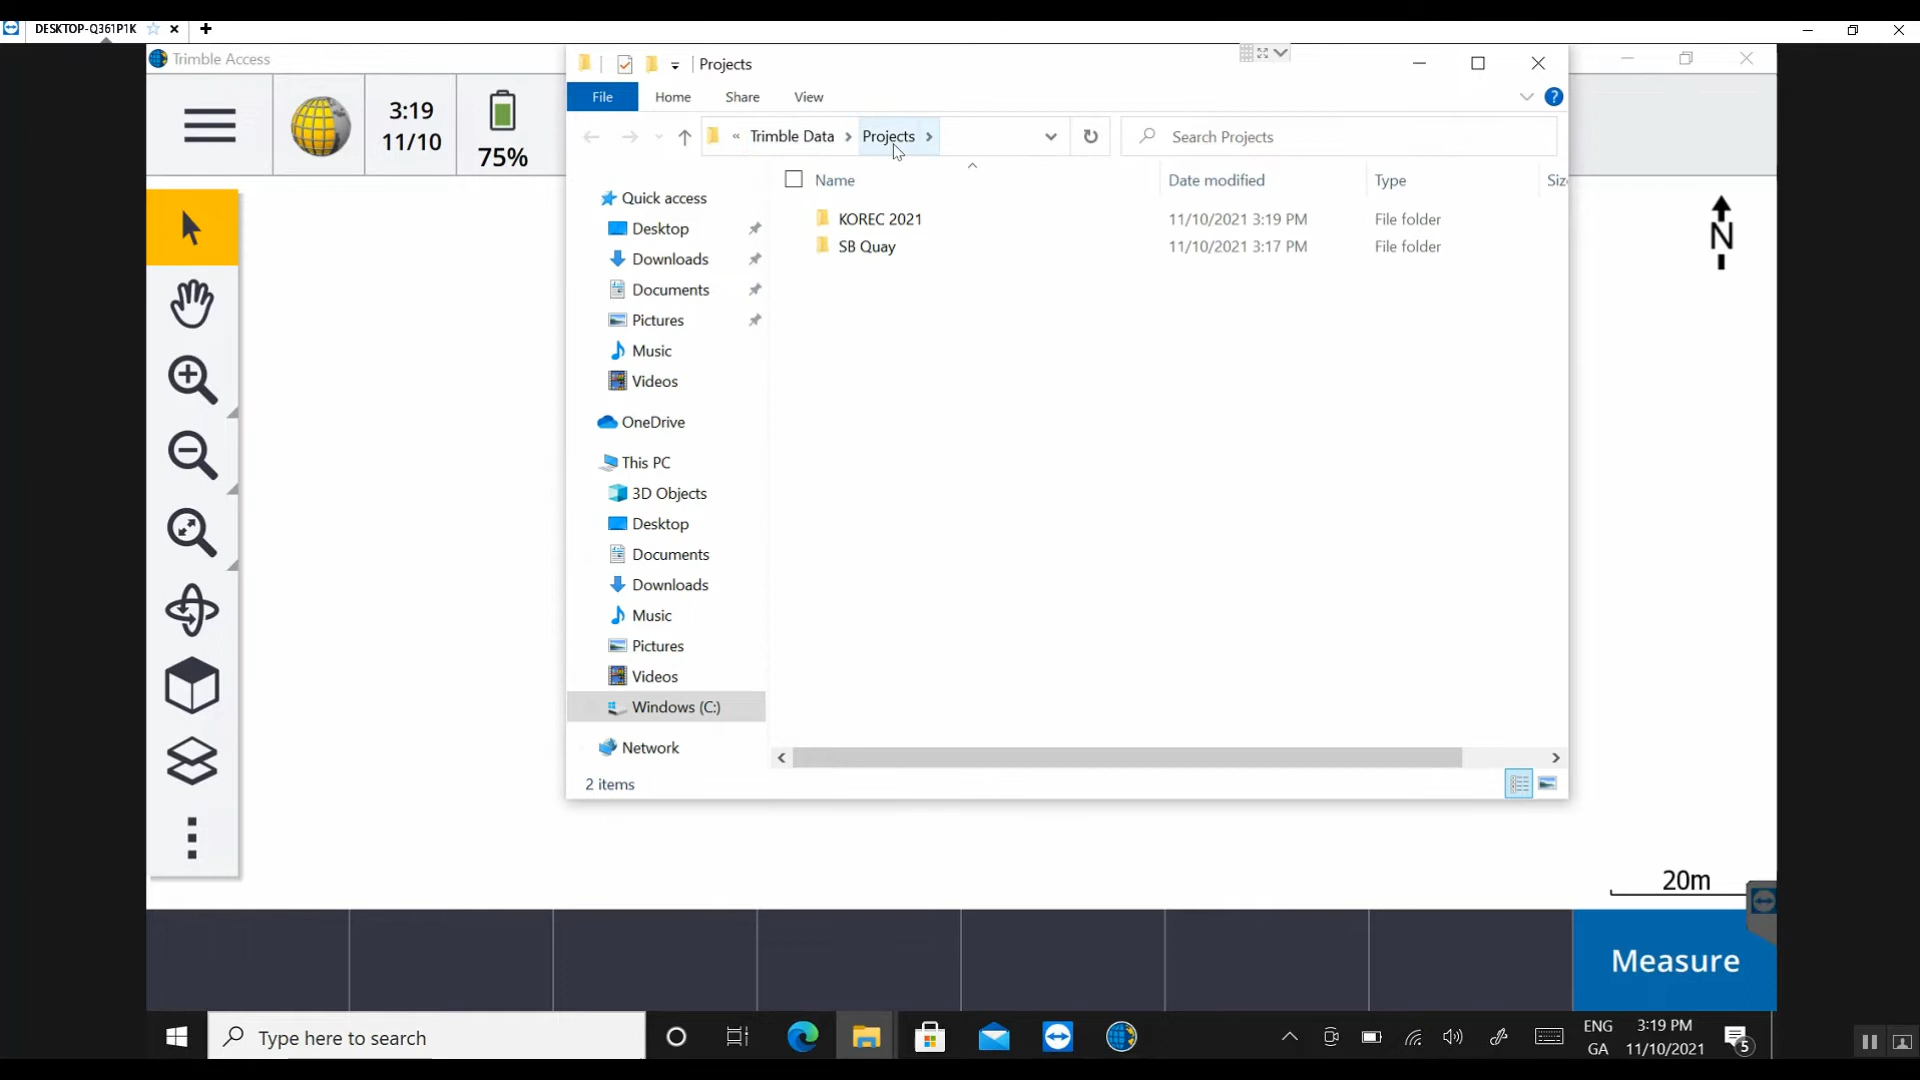 DESKTOP-Q361P1K
Trimble Access
Projects
File Home Share View
3:19
11/10
75%
« Trimble Data > Projects >
Search Projects
Name Date modified Type Siz
KOREC 2021 11/10/2021 3:19 PM File folder
SB Quay 11/10/2021 3:17 PM File folder
Quick access
Desktop
Downloads
Documents
Pictures
Music
Videos
OneDrive
This PC
3D Objects
Desktop
Documents
Downloads
Music
Pictures
Videos
Windows (C:)
Network
2 items
N
20m
Measure
Type here to search
ENG
GA
3:19 PM
11/10/2021
5